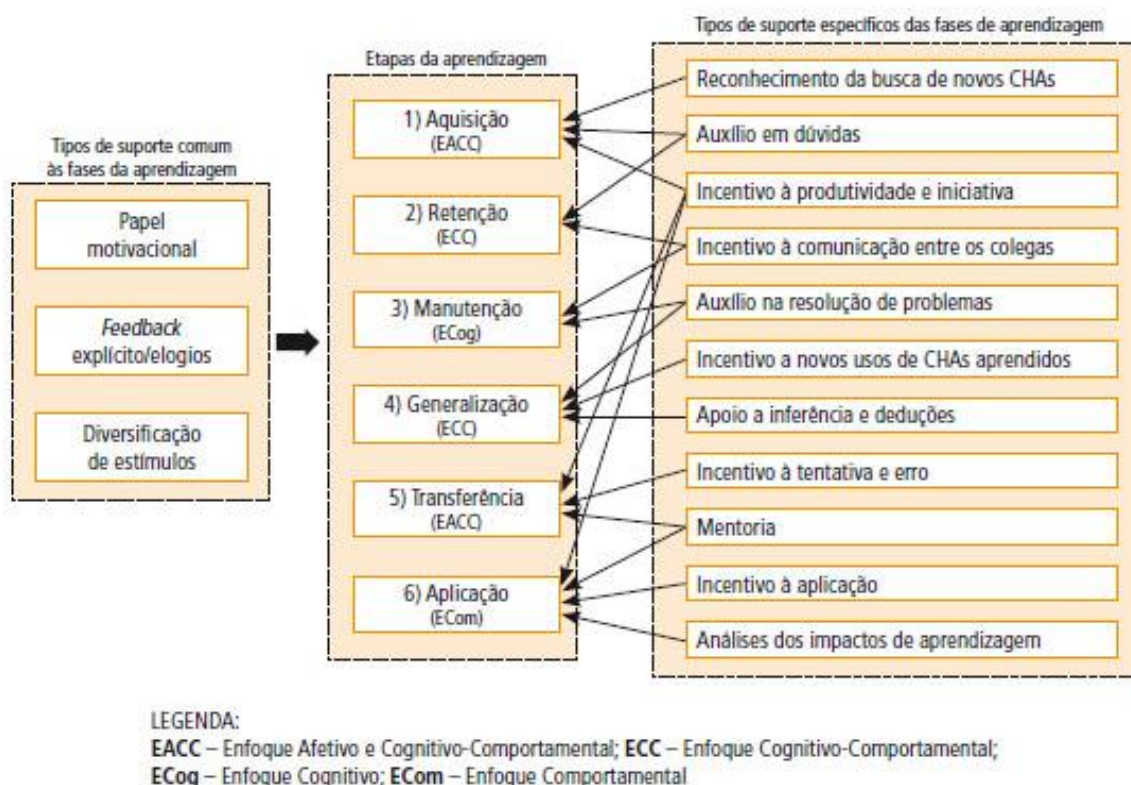 Tipos de suporte comum
às fases da aprendizagem
Papel
motivacional
Feedback
explícito/elogios
Diversificação
de estímulos
Etapas da aprendizagem
1) Aquisição
(EACC)
2) Retenção
(ECC)
3) Manutenção
(ECog)
4) Generalização
(ECC)
5) Transferência
(EACC)
6) Aplicação
(ECom)
Tipos de suporte específicos das fases de aprendizagem
Reconhecimento da busca de novos CHAs
Auxílio em dúvidas
Incentivo à produtividade e iniciativa
Incentivo à comunicação entre os colegas
Auxílio na resolução de problemas
Incentivo a novos usos de CHAs aprendidos
Apoio a inferência e deduções
Incentivo à tentativa e erro
Mentoria
Incentivo à aplicação
Análises dos impactos de aprendizagem
LEGENDA:
EACC – Enfoque Afetivo e Cognitivo-Comportamental; ECC – Enfoque Cognitivo-Comportamental;
ECog – Enfoque Cognitivo; ECom – Enfoque Comportamental